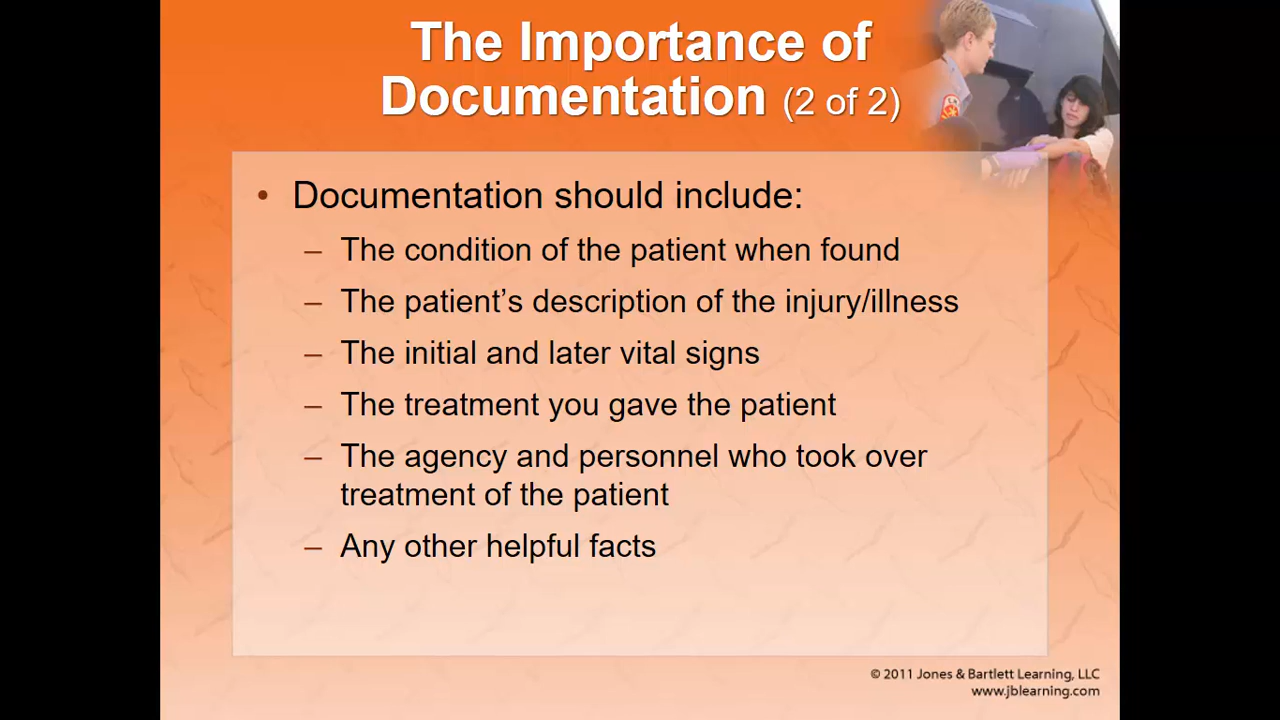 The Importance of
Documentation (2 of 2)
• Documentation should include:
– The condition of the patient when found
– The patient’s description of the injury/illness
– The initial and later vital signs
– The treatment you gave the patient
– The agency and personnel who took over
treatment of the patient
– Any other helpful facts
© 2011 Jones & Bartlett Learning, LLC
www.jblearning.com